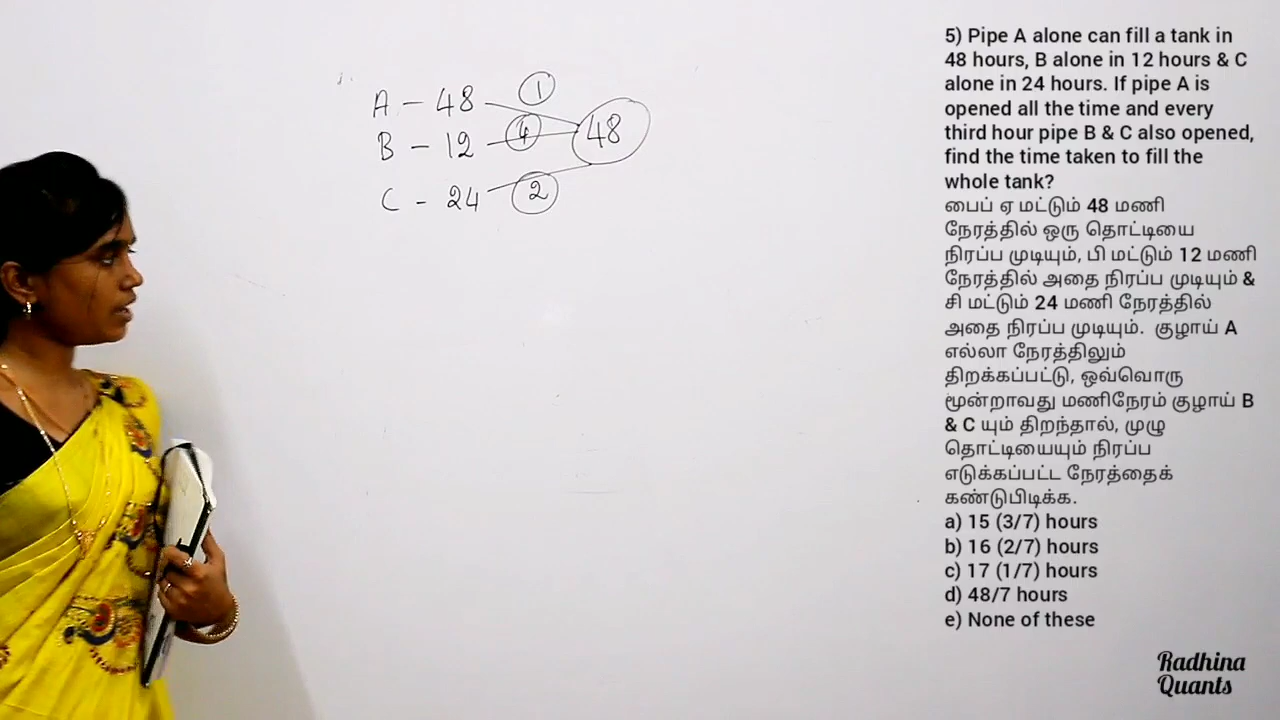 A - 48 1
B - 12 4 48
C - 24 2
5) Pipe A alone can fill a tank in
48 hours, B alone in 12 hours & C
alone in 24 hours. If pipe A is
opened all the time and every
third hour pipe B & C also opened,
find the time taken to fill the
whole tank?
பைப் ஏ மட்டும் 48 மணி
நேரத்தில் ஒரு தொட்டியை
நிரப்ப முடியும், பி மட்டும் 12 மணி
நேரத்தில் அதை நிரப்ப முடியும் &
சி மட்டும் 24 மணி நேரத்தில்
அதை நிரப்ப முடியும். குழாய் A
எல்லா நேரத்திலும்
திறக்கப்பட்டு, ஒவ்வொரு
மூன்றாவது மணிநேரம் குழாய் B
& C யும் திறந்தால், முழு
தொட்டியையும் நிரப்ப
எடுக்கப்பட்ட நேரத்தைக்
கண்டுபிடிக்க.
a) 15 (3/7) hours
b) 16 (2/7) hours
c) 17 (1/7) hours
d) 48/7 hours
e) None of these
Radhina
Quants